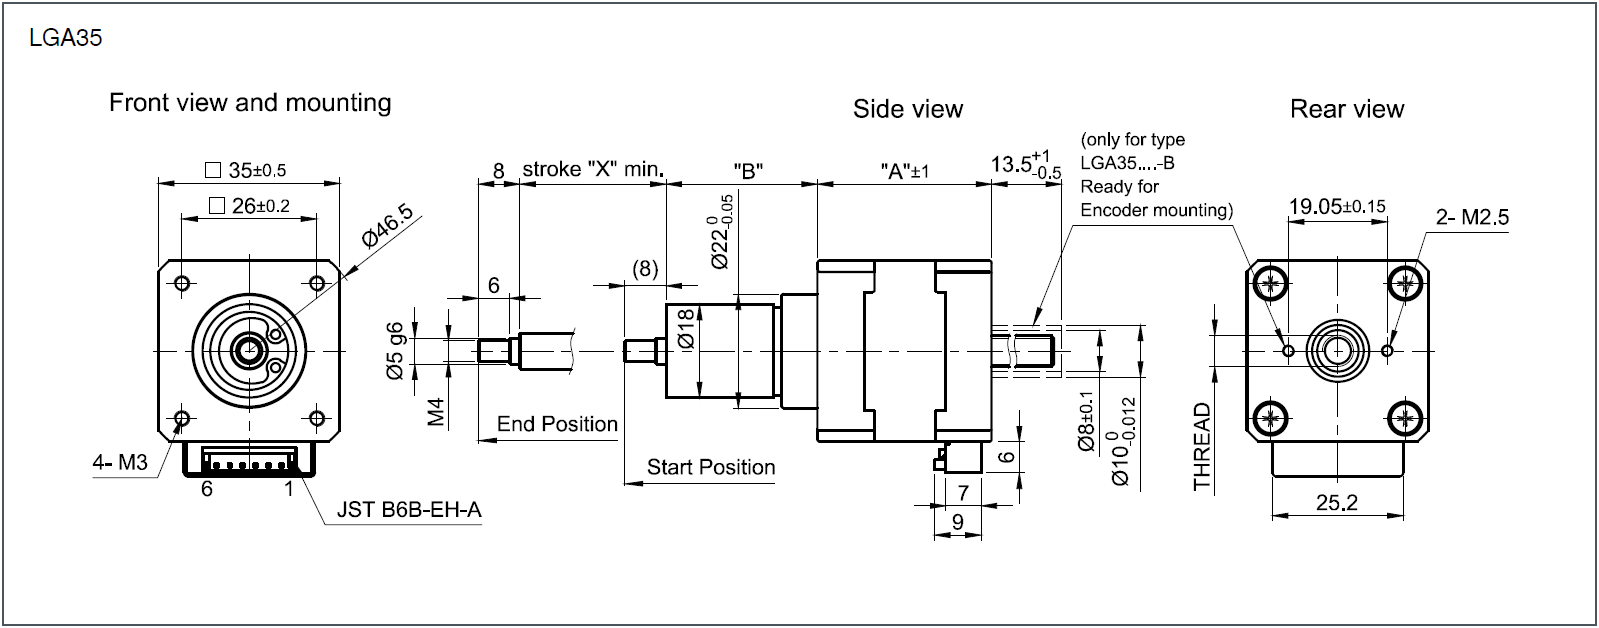 LGA35
Front view and mounting
Side view
Rear view
(only for type
LGA35....-B
Ready for
Encoder mounting)
□ 35±0.5
□ 26±0.2
Ø46.5
4- M3
6
1
JST B6B-EH-A
8
stroke "X" min.
"B"
"A"±1
13.5 +1 -0.5
Ø22 0 -0.05
(8)
6
Ø18
Ø5 g6
M4
End Position
Start Position
6
7
9
Ø8±0.1
Ø10 0 -0.012
19.05±0.15
2- M2.5
THREAD
25.2